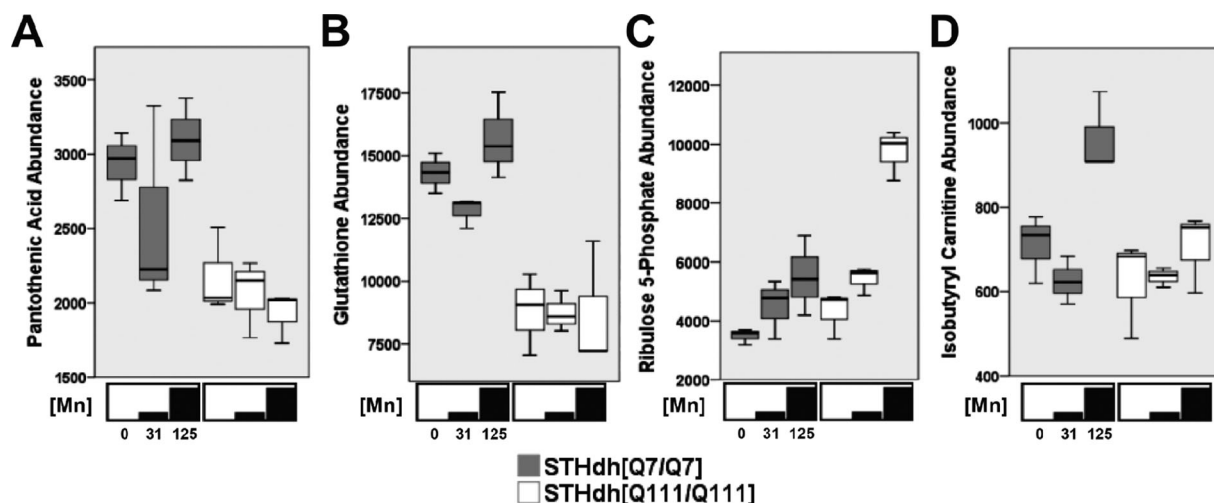 A
Pantothenic Acid Abundance
3500
3000
2500
2000
1500
[Mn]
0 31 125
B
Glutathione Abundance
17500
15000
12500
10000
7500
0 31 125
C
Ribulose 5-Phosphate Abundance
12000
10000
8000
6000
4000
2000
[Mn]
0 31 125
D
Isobutyryl Carnitine Abundance
1000
800
600
400
[Mn]
0 31 125
STHdh[Q7/Q7]
STHdh[Q111/Q111]